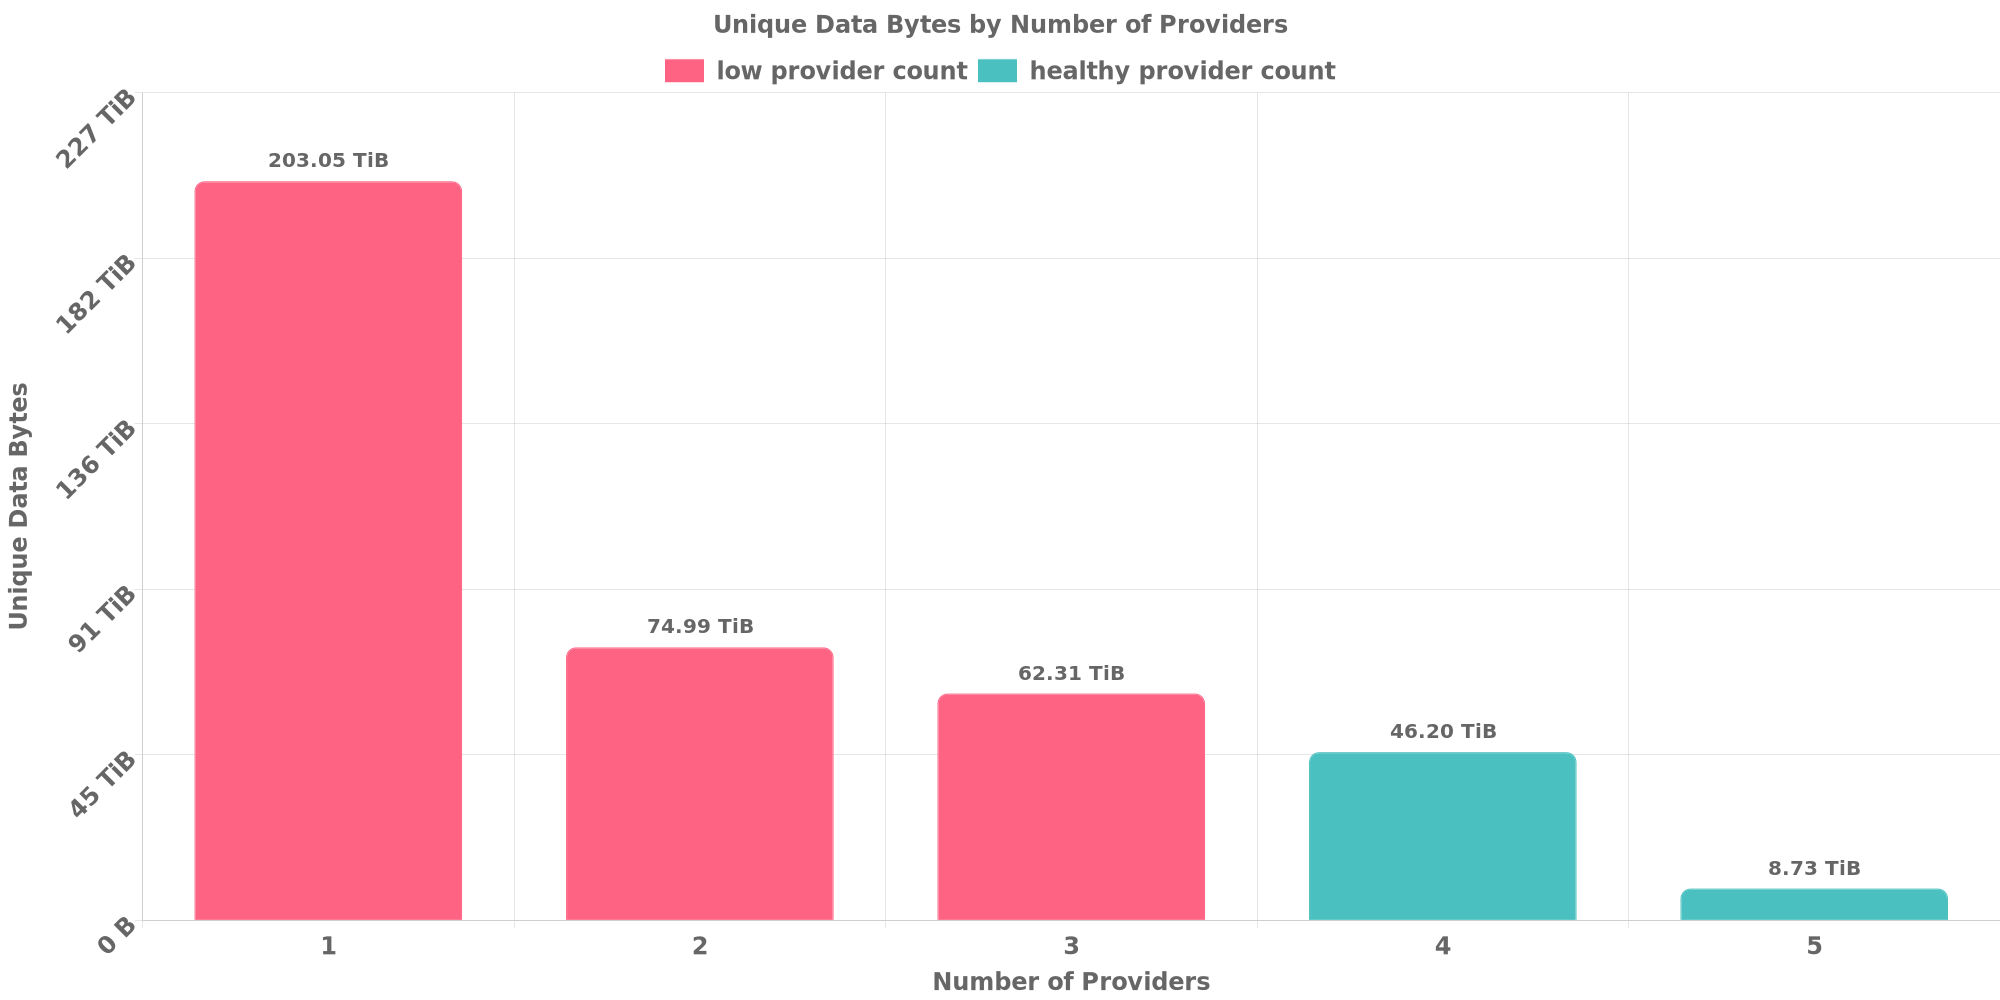 Unique Data Bytes by Number of Providers
low provider count healthy provider count
227 TiB
182 TiB
136 TiB
91 TiB
45 TiB
0 B
Unique Data Bytes
203.05 TiB
74.99 TiB
62.31 TiB
46.20 TiB
8.73 TiB
1 2 3 4 5
Number of Providers